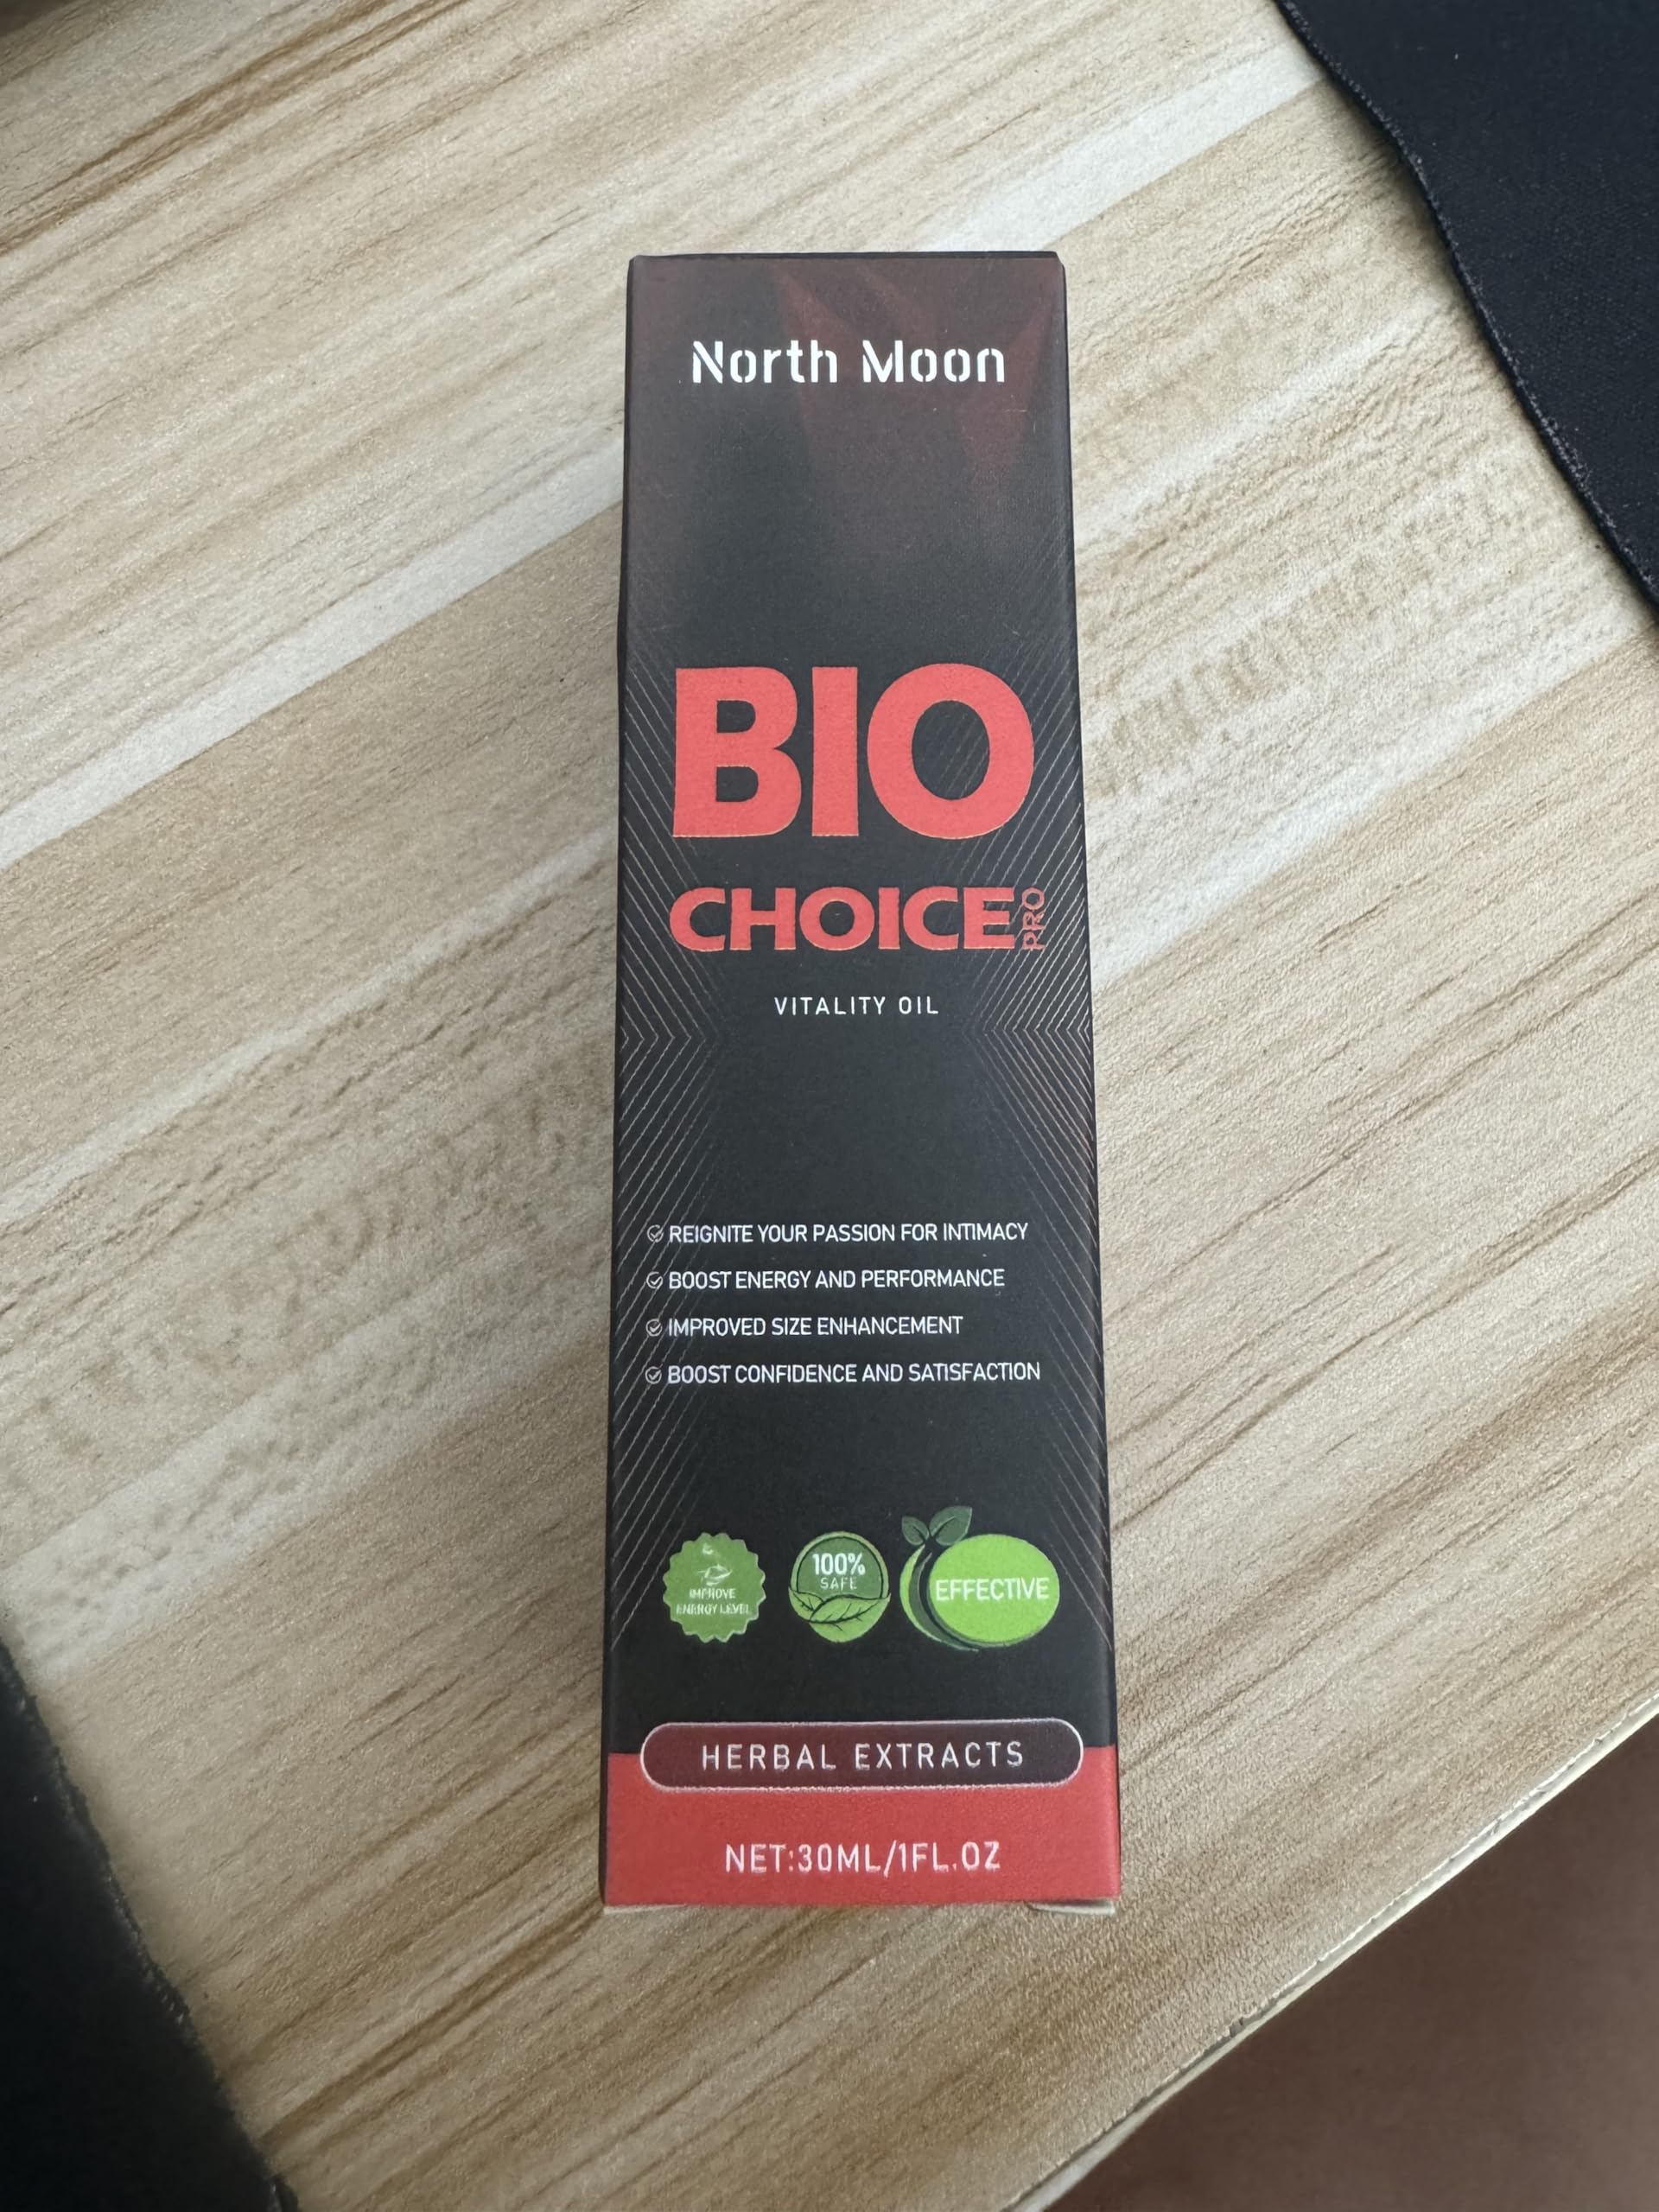 North Moon
BIO
CHOICE PRO
VITALITY OIL
REIGNITE YOUR PASSION FOR INTIMACY
BOOST ENERGY AND PERFORMANCE
IMPROVED SIZE ENHANCEMENT
BOOST CONFIDENCE AND SATISFACTION
IMPROVE
ENERGY LEVEL
100%
SAFE
EFFECTIVE
HERBAL EXTRACTS
NET:30ML/1FL.OZ